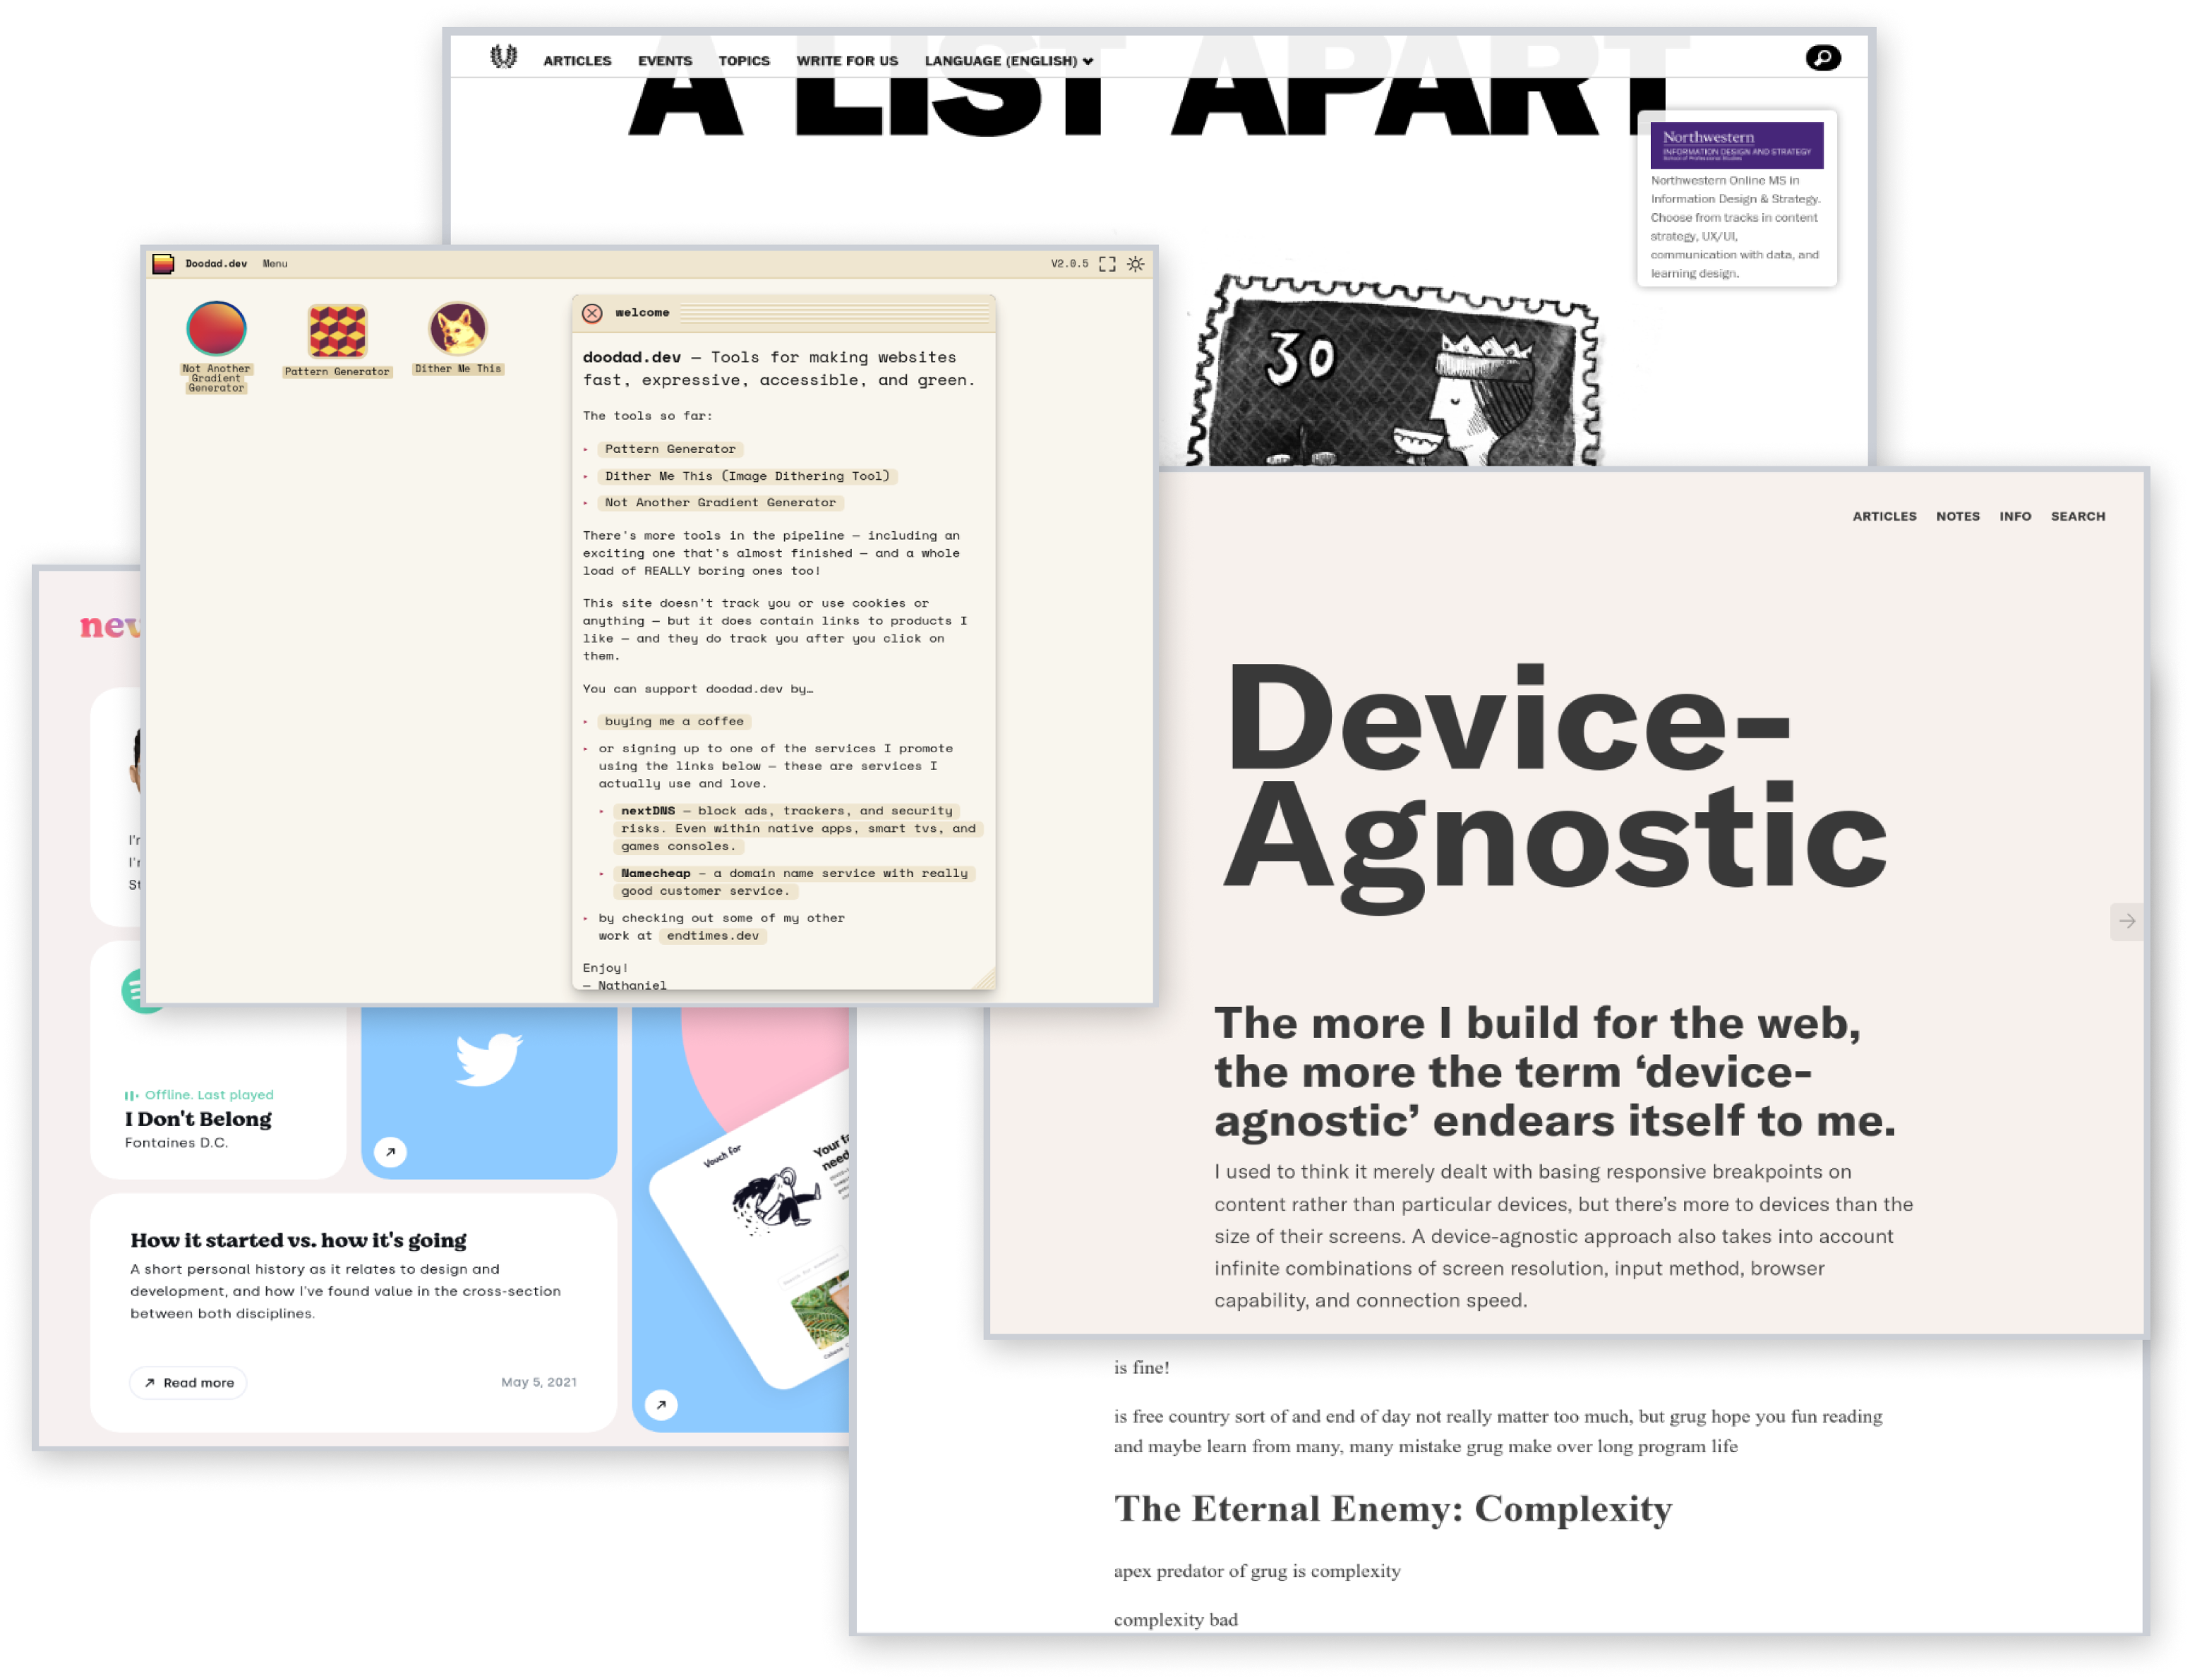 A LIST APART
ARTICLES EVENTS TOPICS WRITE FOR US LANGUAGE (ENGLISH)
Northwestern
INFORMATION DESIGN AND STRATEGY
School of Professional Studies
Northwestern Online MS in
Information Design & Strategy.
Choose from tracks in content
strategy, UX/UI,
communication with data, and
learning design.
30
Doodad.dev Menu
V2.0.5
Not Another
Gradient
Generator
Pattern Generator
Dither Me This
welcome
doodad.dev — Tools for making websites
fast, expressive, accessible, and green.
The tools so far:
Pattern Generator
Dither Me This (Image Dithering Tool)
Not Another Gradient Generator
There's more tools in the pipeline — including an
exciting one that's almost finished — and a whole
load of REALLY boring ones too!
This site doesn't track you or use cookies or
anything — but it does contain links to products I
like — and they do track you after you click on
them.
You can support doodad.dev by…
buying me a coffee
or signing up to one of the services I promote
using the links below — these are services I
actually use and love.
nextDNS — block ads, trackers, and security
risks. Even within native apps, smart tvs, and
games consoles.
Namecheap — a domain name service with really
good customer service.
by checking out some of my other
work at endtimes.dev
Enjoy!
— Nathaniel
ARTICLES NOTES INFO SEARCH
Device-
Agnostic
The more I build for the web,
the more the term ‘device-
agnostic’ endears itself to me.
I used to think it merely dealt with basing responsive breakpoints on
content rather than particular devices, but there’s more to devices than the
size of their screens. A device-agnostic approach also takes into account
infinite combinations of screen resolution, input method, browser
capability, and connection speed.
nev
I'r
I'r
St
Offline. Last played
I Don't Belong
Fontaines D.C.
Vouch for
Your fa
need
How it started vs. how it's going
A short personal history as it relates to design and
development, and how I've found value in the cross-section
between both disciplines.
Read more
May 5, 2021
is fine!
is free country sort of and end of day not really matter too much, but grug hope you fun reading
and maybe learn from many, many mistake grug make over long program life
The Eternal Enemy: Complexity
apex predator of grug is complexity
complexity bad